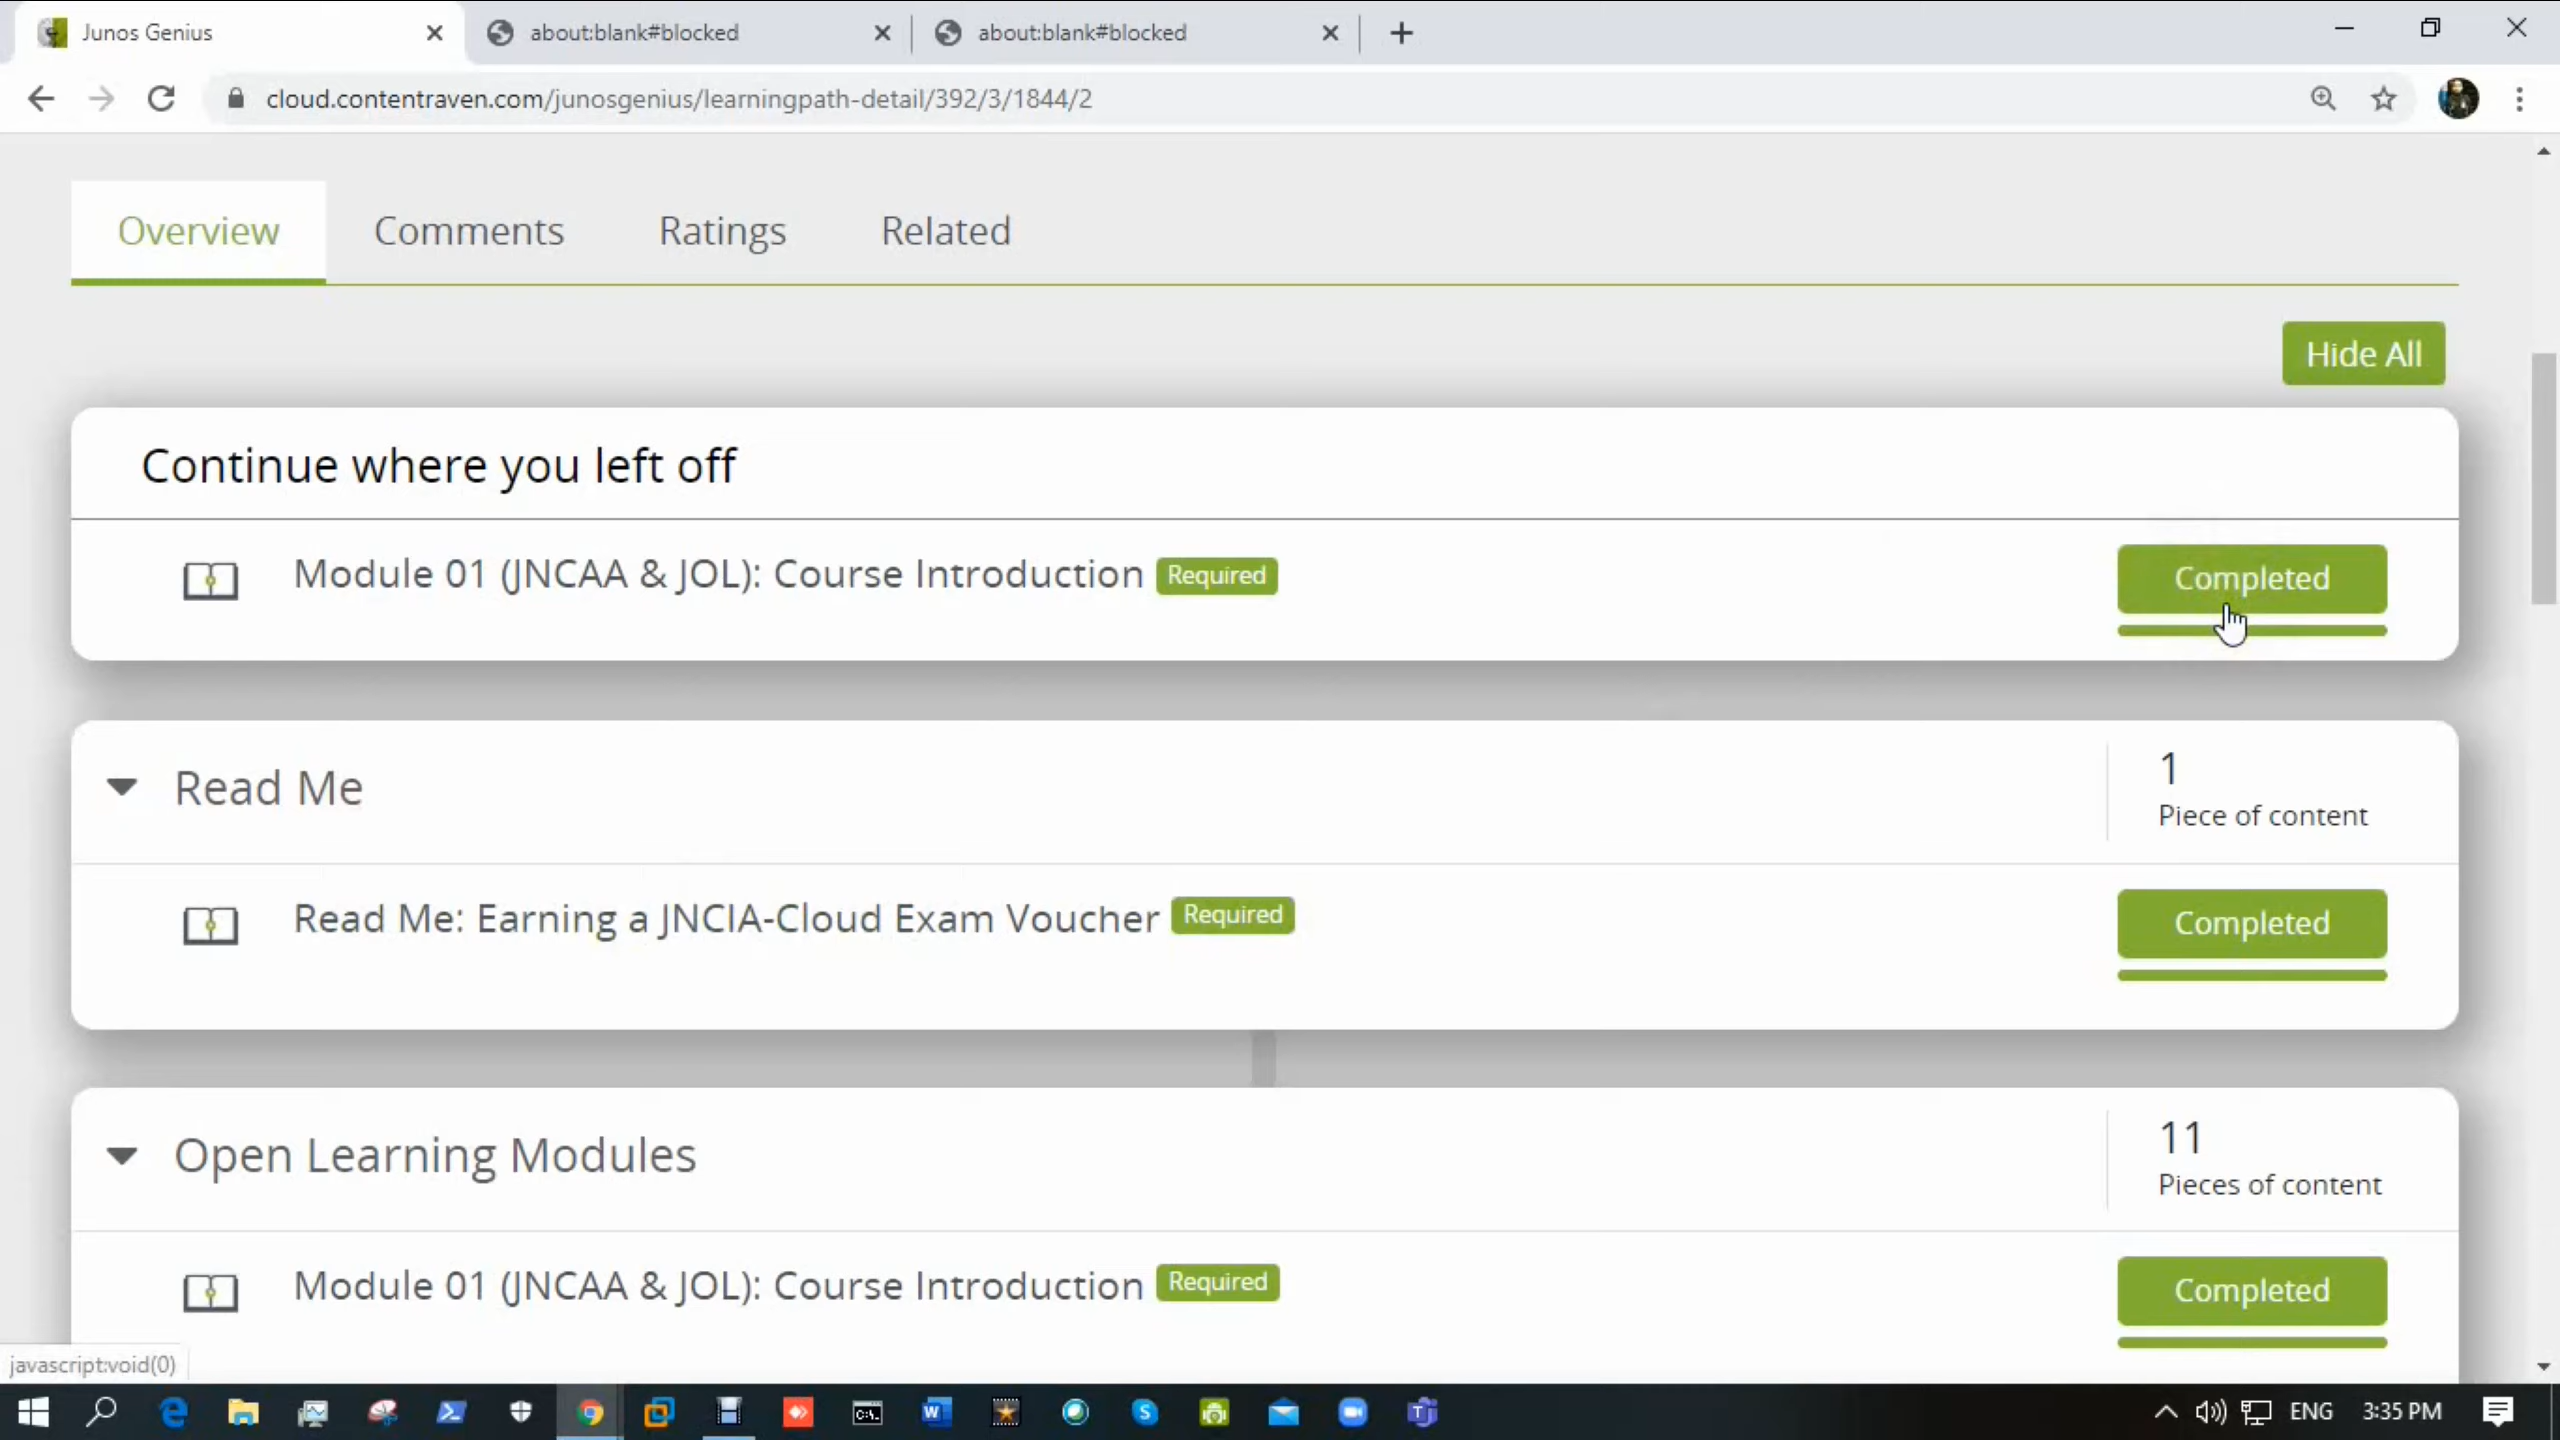 Junos Genius
about:blank#blocked
about:blank#blocked
cloud.contentraven.com/junosgenius/learningpath-detail/392/3/1844/2
Overview
Comments
Ratings
Related
Hide All
Continue where you left off
Module 01 (JNCAA & JOL): Course Introduction Required
Completed
Read Me
1
Piece of content
Read Me: Earning a JNCIA-Cloud Exam Voucher Required
Completed
Open Learning Modules
11
Pieces of content
Module 01 (JNCAA & JOL): Course Introduction Required
Completed
javascript:void(0)
ENG
3:35 PM